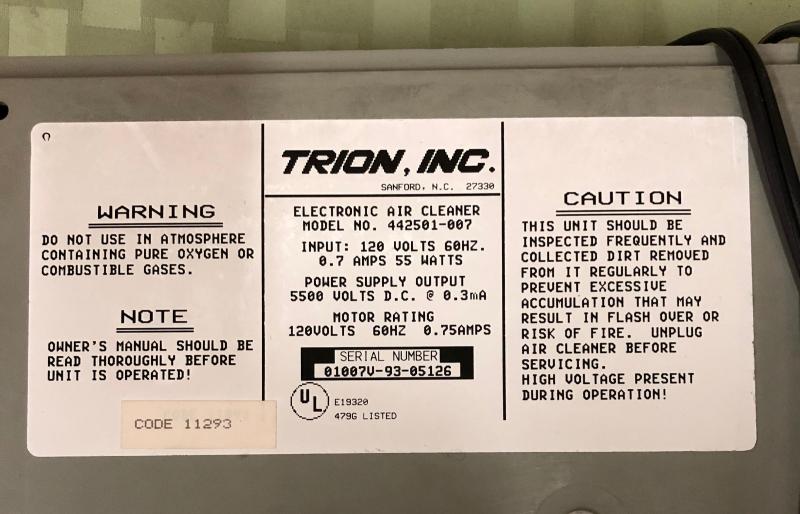 TRION, INC.
SANFORD, N.C. 27330
WARNING
DO NOT USE IN ATMOSPHERE
CONTAINING PURE OXYGEN OR
COMBUSTIBLE GASES.
NOTE
OWNER'S MANUAL SHOULD BE
READ THOROUGHLY BEFORE
UNIT IS OPERATED!
CODE 11293
ELECTRONIC AIR CLEANER
MODEL NO. 442501-007
INPUT: 120 VOLTS 60HZ.
0.7 AMPS 55 WATTS
POWER SUPPLY OUTPUT
5500 VOLTS D.C. @ 0.3mA
MOTOR RATING
120VOLTS 60HZ 0.75AMPS
SERIAL NUMBER
01007V-93-05126
UL
E19320
479G LISTED
CAUTION
THIS UNIT SHOULD BE
INSPECTED FREQUENTLY AND
COLLECTED DIRT REMOVED
FROM IT REGULARLY TO
PREVENT EXCESSIVE
ACCUMULATION THAT MAY
RESULT IN FLASH OVER OR
RISK OF FIRE. UNPLUG
AIR CLEANER BEFORE
SERVICING.
HIGH VOLTAGE PRESENT
DURING OPERATION!